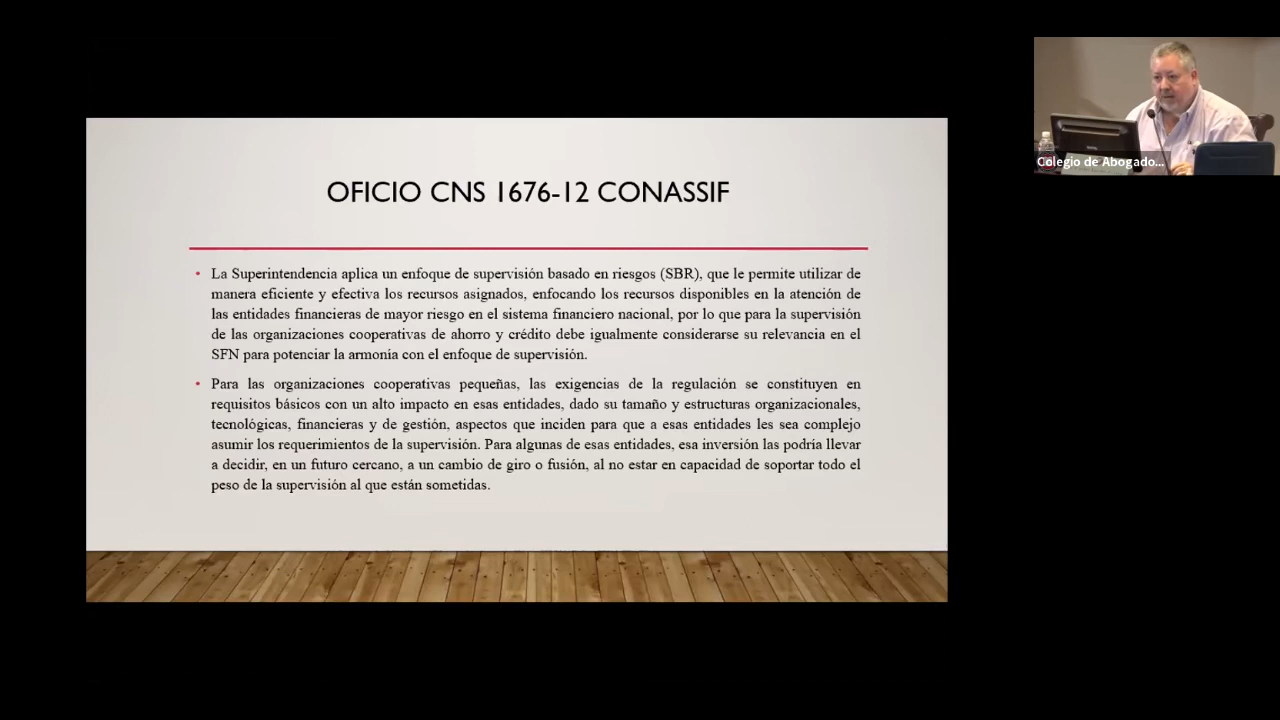 OFICIO CNS 1676-12 CONASSIF
• La Superintendencia aplica un enfoque de supervisión basado en riesgos (SBR), que le permite utilizar de
manera eficiente y efectiva los recursos asignados, enfocando los recursos disponibles en la atención de
las entidades financieras de mayor riesgo en el sistema financiero nacional, por lo que para la supervisión
de las organizaciones cooperativas de ahorro y crédito debe igualmente considerarse su relevancia en el
SFN para potenciar la armonía con el enfoque de supervisión.
• Para las organizaciones cooperativas pequeñas, las exigencias de la regulación se constituyen en
requisitos básicos con un alto impacto en esas entidades, dado su tamaño y estructuras organizacionales,
tecnológicas, financieras y de gestión, aspectos que inciden para que a esas entidades les sea complejo
asumir los requerimientos de la supervisión. Para algunas de esas entidades, esa inversión las podría llevar
a decidir, en un futuro cercano, a un cambio de giro o fusión, al no estar en capacidad de soportar todo el
peso de la supervisión al que están sometidas.
Colegio de Abogado...